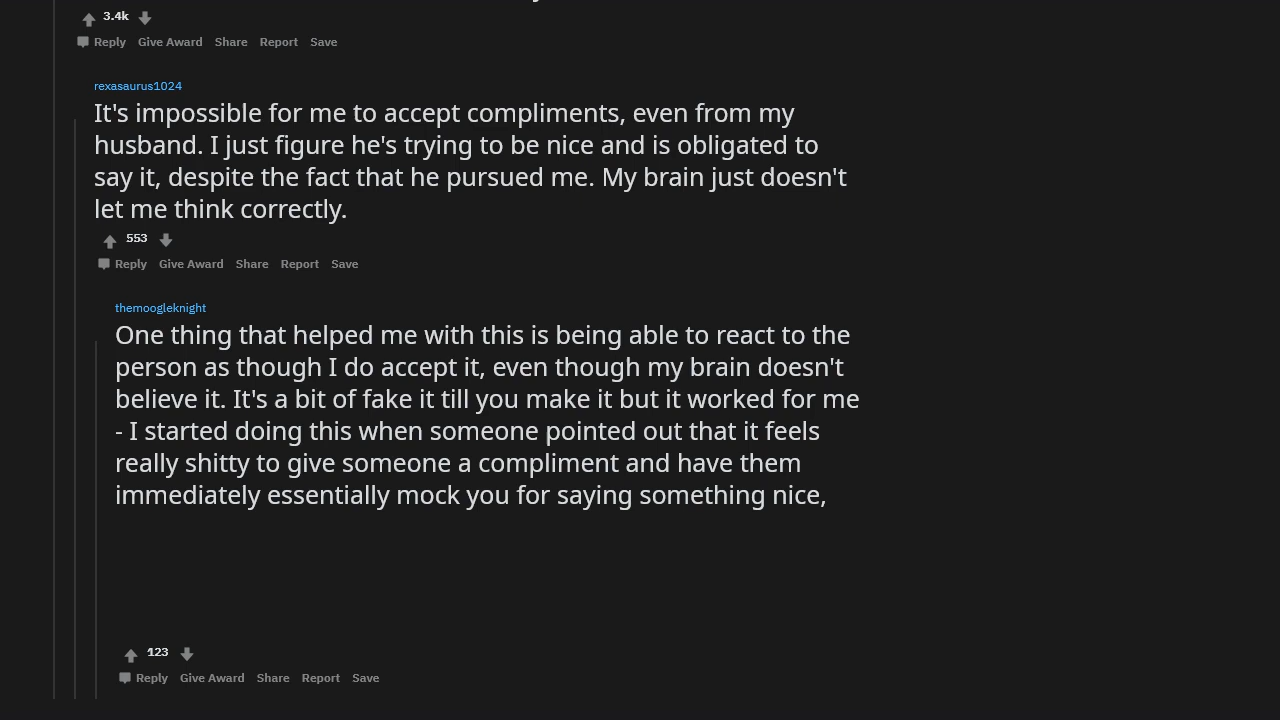 3.4k
Reply Give Award Share Report Save
rexasaurus1024
It's impossible for me to accept compliments, even from my
husband. I just figure he's trying to be nice and is obligated to
say it, despite the fact that he pursued me. My brain just doesn't
let me think correctly.
553
Reply Give Award Share Report Save
themoogleknight
One thing that helped me with this is being able to react to the
person as though I do accept it, even though my brain doesn't
believe it. It's a bit of fake it till you make it but it worked for me
- I started doing this when someone pointed out that it feels
really shitty to give someone a compliment and have them
immediately essentially mock you for saying something nice,
123
Reply Give Award Share Report Save